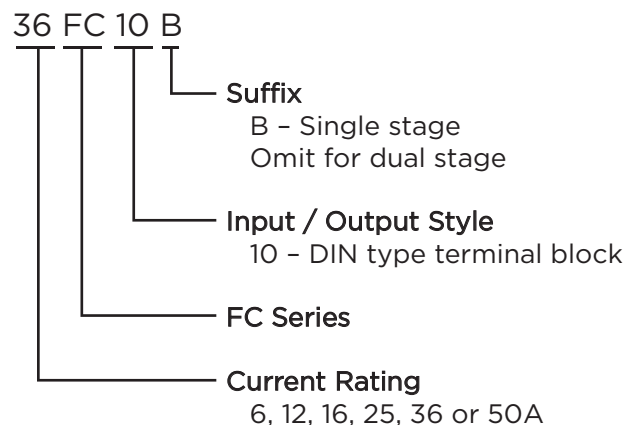 36 FC 10 B
Suffix
B – Single stage
Omit for dual stage
Input / Output Style
10 – DIN type terminal block
FC Series
Current Rating
6, 12, 16, 25, 36 or 50A